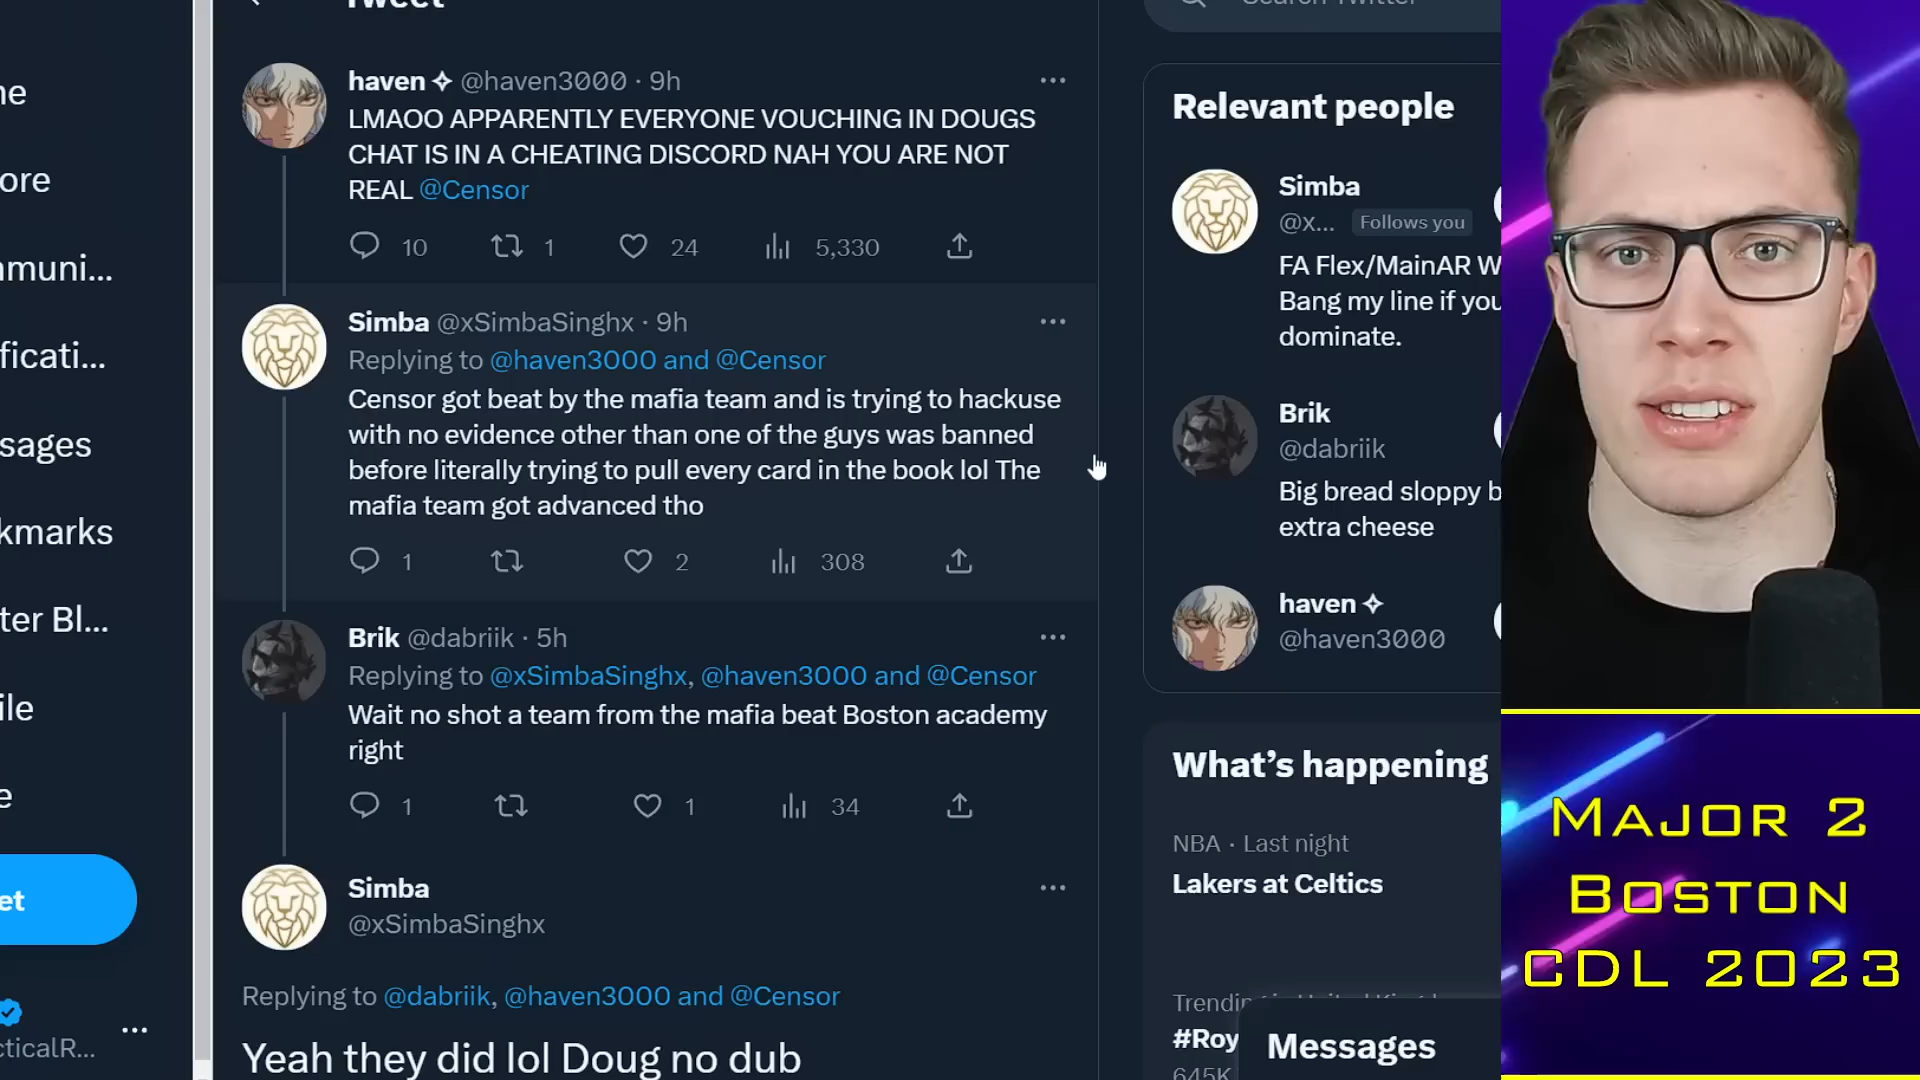 Tweet
Search Twitter
haven @haven3000 · 9h
LMAOO APPARENTLY EVERYONE VOUCHING IN DOUGS
CHAT IS IN A CHEATING DISCORD NAH YOU ARE NOT
REAL @Censor
10 1 24 5,330
Simba @xSimbaSinghx · 9h
Replying to @haven3000 and @Censor
Censor got beat by the mafia team and is trying to hackuse
with no evidence other than one of the guys was banned
before literally trying to pull every card in the book lol The
mafia team got advanced tho
1 2 308
Brik @dabriik · 5h
Replying to @xSimbaSinghx, @haven3000 and @Censor
Wait no shot a team from the mafia beat Boston academy
right
1 1 34
Simba
@xSimbaSinghx
Replying to @dabriik, @haven3000 and @Censor
Yeah they did lol Doug no dub
ne
ore
mmuni...
ficati...
sages
kmarks
ter Bl...
ile
e
et
cticalR...
Relevant people
Simba
@x... Follows you
FA Flex/MainAR W
Bang my line if you
dominate.
Brik
@dabriik
Big bread sloppy b
extra cheese
haven
@haven3000
What's happening
NBA · Last night
Lakers at Celtics
Trending in United Kingd
#Roy
645K
Messages
Major 2
Boston
CDL 2023